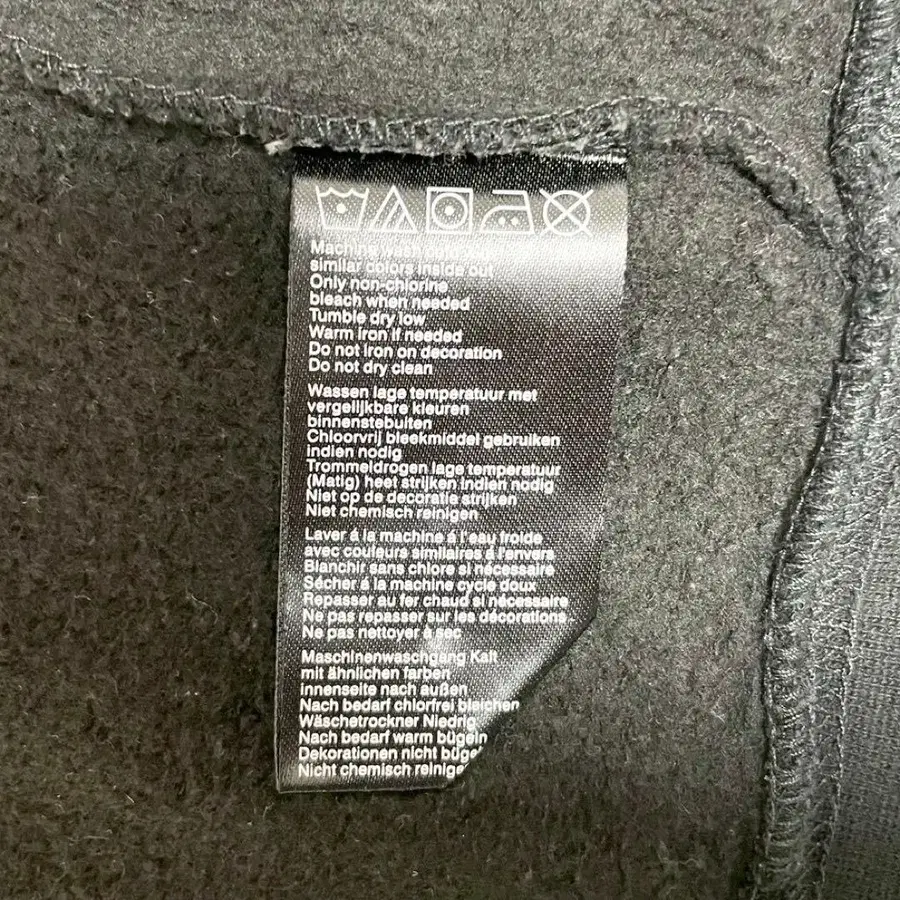 Machine wash cold with
similar colors inside out
Only non-chlorine
bleach when needed
Tumble dry low
Warm iron if needed
Do not iron on decoration
Do not dry clean
Wassen lage temperatuur met
vergelijkbare kleuren
binnenstebuiten
Chloorvrij bleekmiddel gebruiken
indien nodig
Trommeldrogen lage temperatuur
(Matig) heet strijken indien nodig
Niet op de decoratie strijken
Niet chemisch reinigen
Laver á la machine á l'eau froide
avec couleurs similaires á l'envers
Blanchir sans chlore si nécessaire
Sécher á la machine cycle doux
Repasser au fer chaud si nécessaire
Ne pas repasser sur les décorations
Ne pas nettoyer á sec
Maschinenwaschgang Kalt
mit ähnlichen farben
innenseite nach außen
Nach bedarf chlorfrei bleichen
Wäschetrockner Niedrig
Nach bedarf warm bügeln
Dekorationen nicht büge
Nicht chemisch reinige